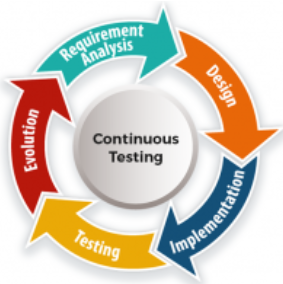 Requirement
Analysis
Design
Implementation
Testing
Evolution
Continuous
Testing